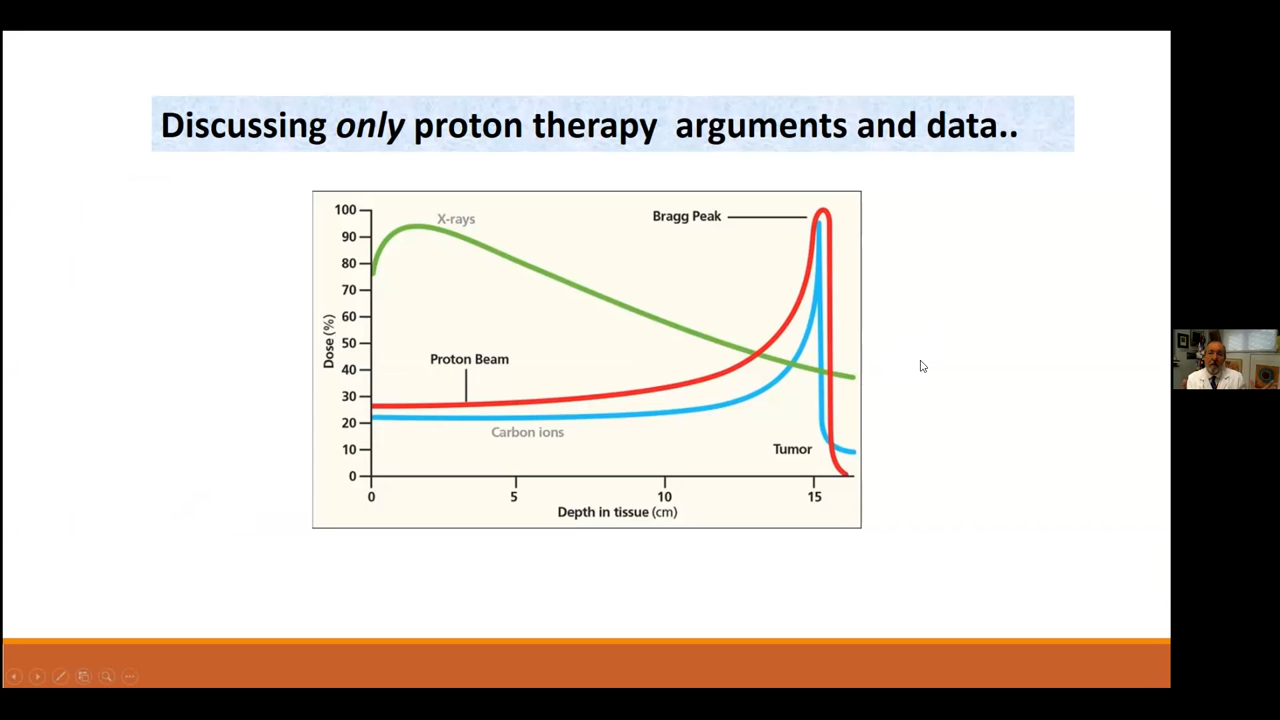 Discussing only proton therapy arguments and data..
X-rays
Bragg Peak
Proton Beam
Carbon ions
Tumor
Dose (%)
100
90
80
70
60
50
40
30
20
10
0
0 5 10 15
Depth in tissue (cm)